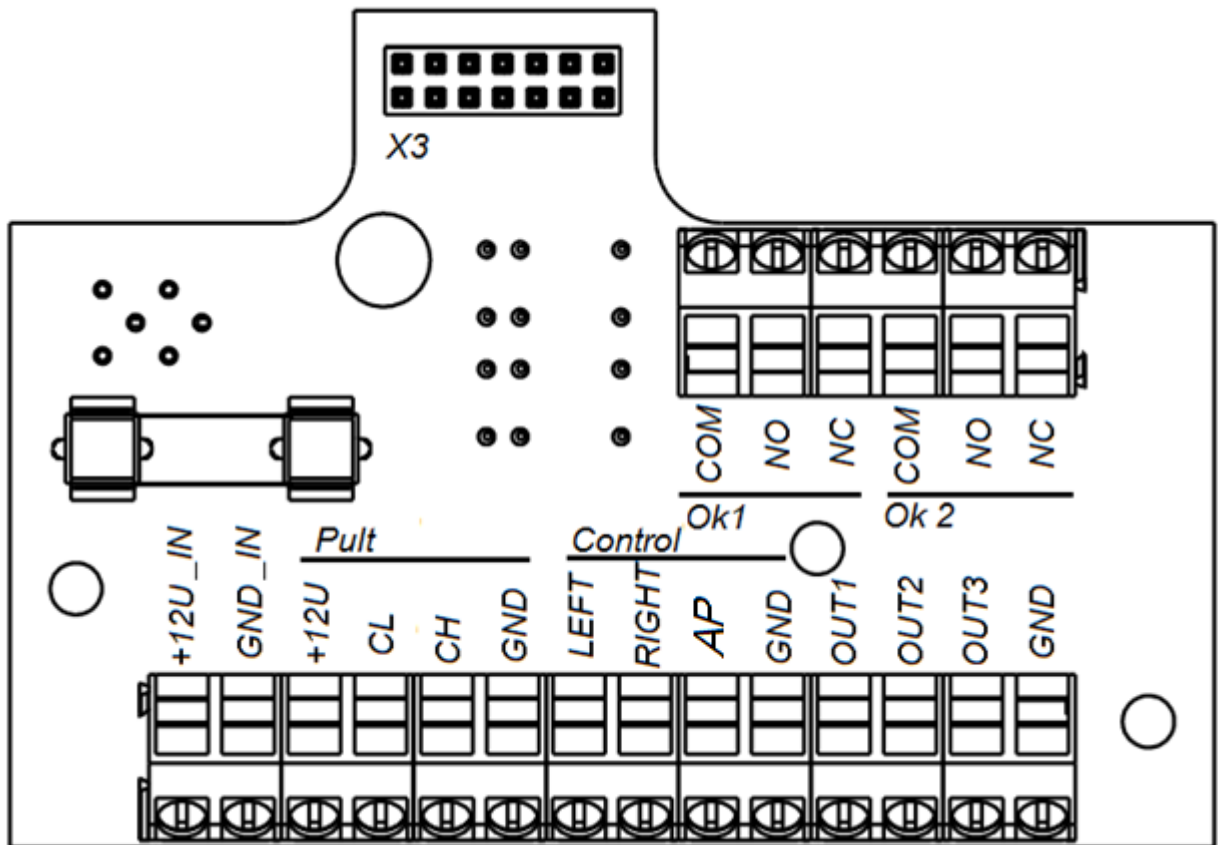 X3
COM NO NC COM NO NC
Ok1 Ok 2
Pult Control
+12U_IN GND_IN +12U CL CH GND LEFT RIGHT AP GND OUT1 OUT2 OUT3 GND